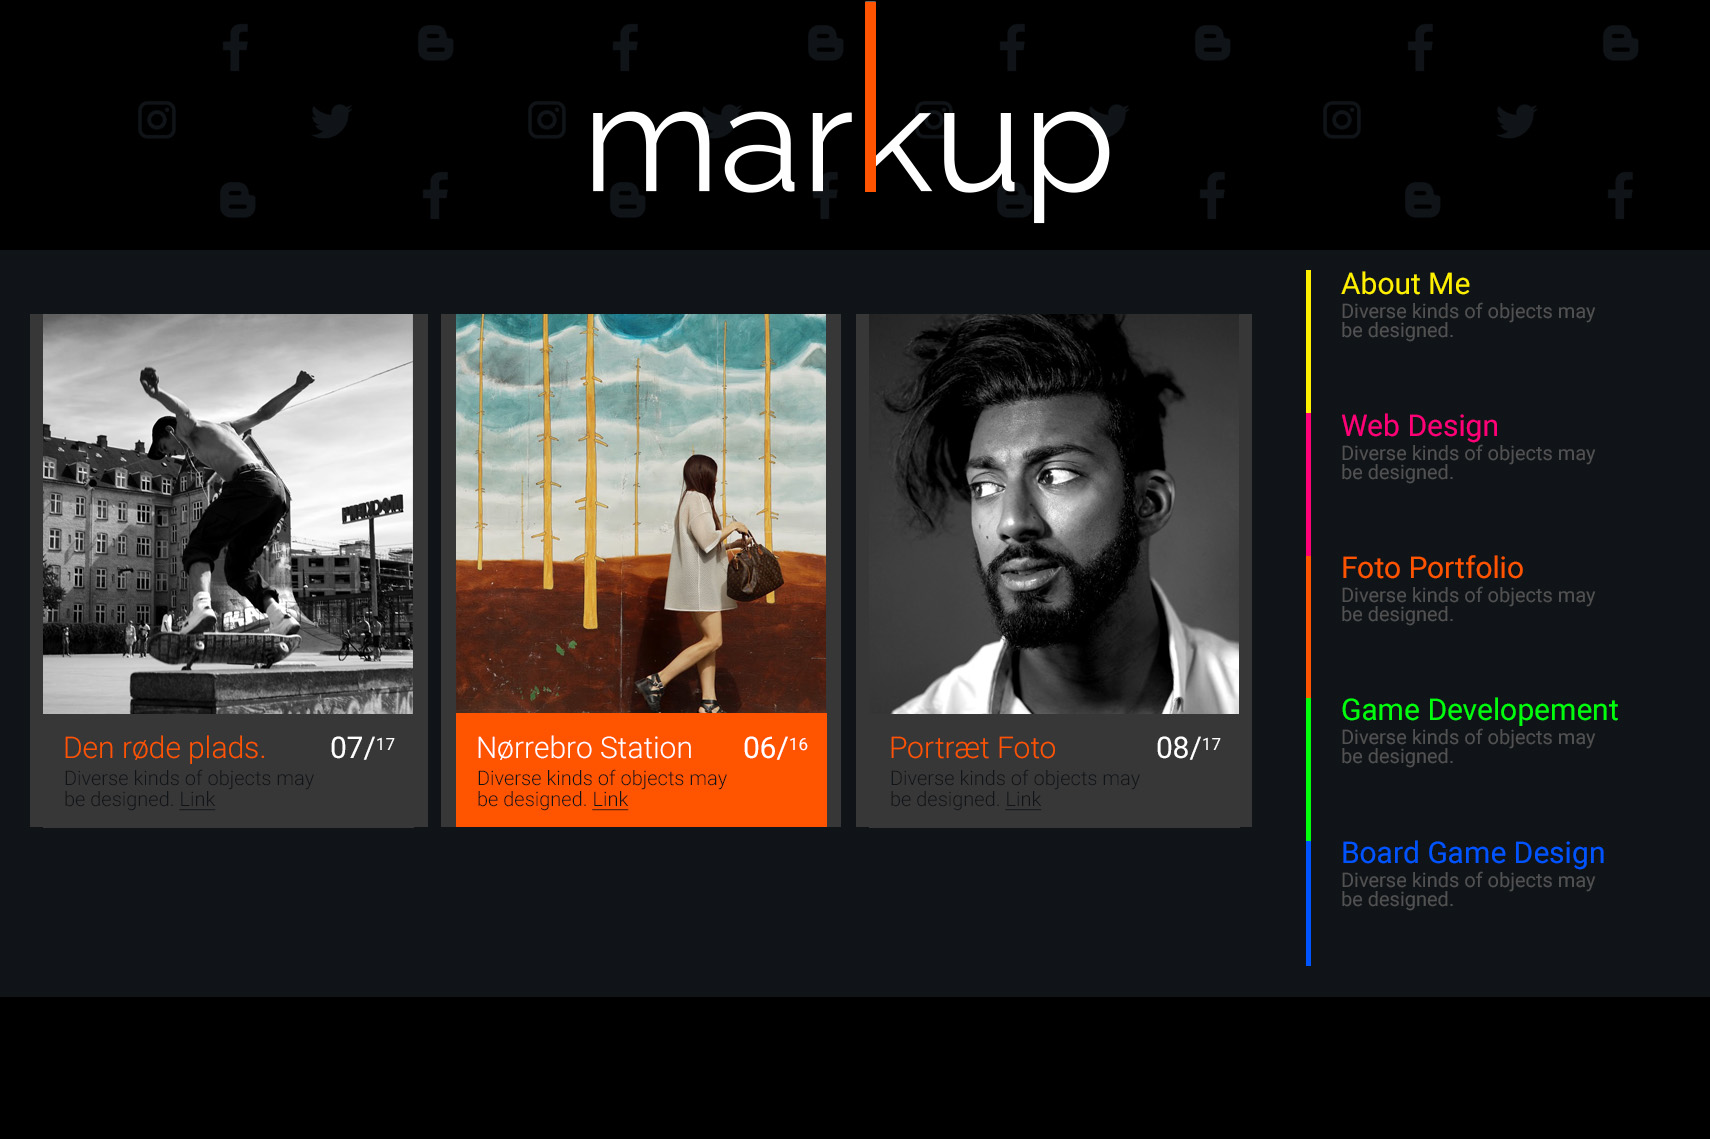 markup
About Me
Diverse kinds of objects may
be designed.
Web Design
Diverse kinds of objects may
be designed.
Foto Portfolio
Diverse kinds of objects may
be designed.
Game Developement
Diverse kinds of objects may
be designed.
Board Game Design
Diverse kinds of objects may
be designed.
Den røde plads. 07/17
Diverse kinds of objects may
be designed. Link
Nørrebro Station 06/16
Diverse kinds of objects may
be designed. Link
Portræt Foto 08/17
Diverse kinds of objects may
be designed. Link